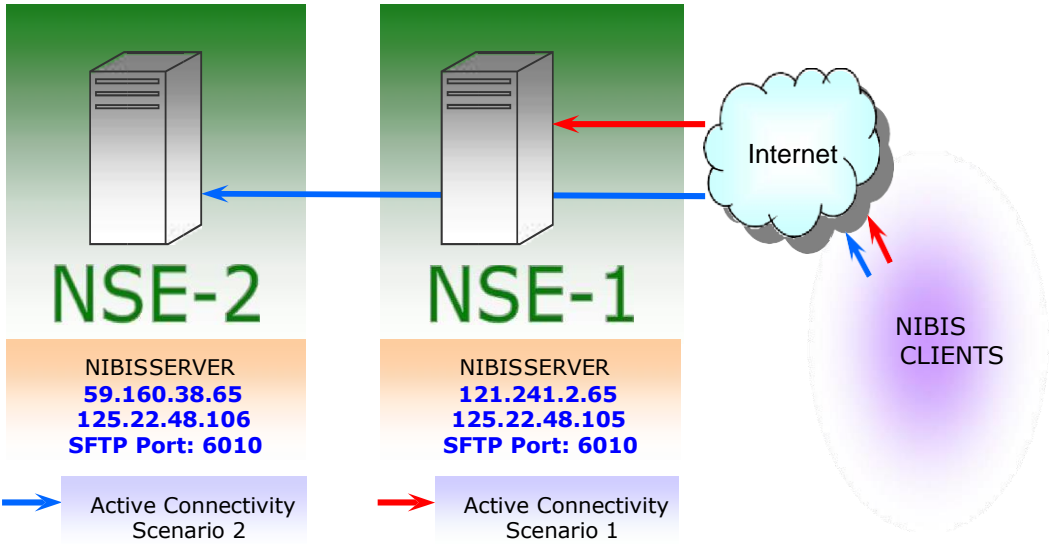 Internet
NSE-2
NSE-1
NIBIS
CLIENTS
NIBISSERVER
59.160.38.65
125.22.48.106
SFTP Port: 6010
NIBISSERVER
121.241.2.65
125.22.48.105
SFTP Port: 6010
Active Connectivity
Scenario 2
Active Connectivity
Scenario 1